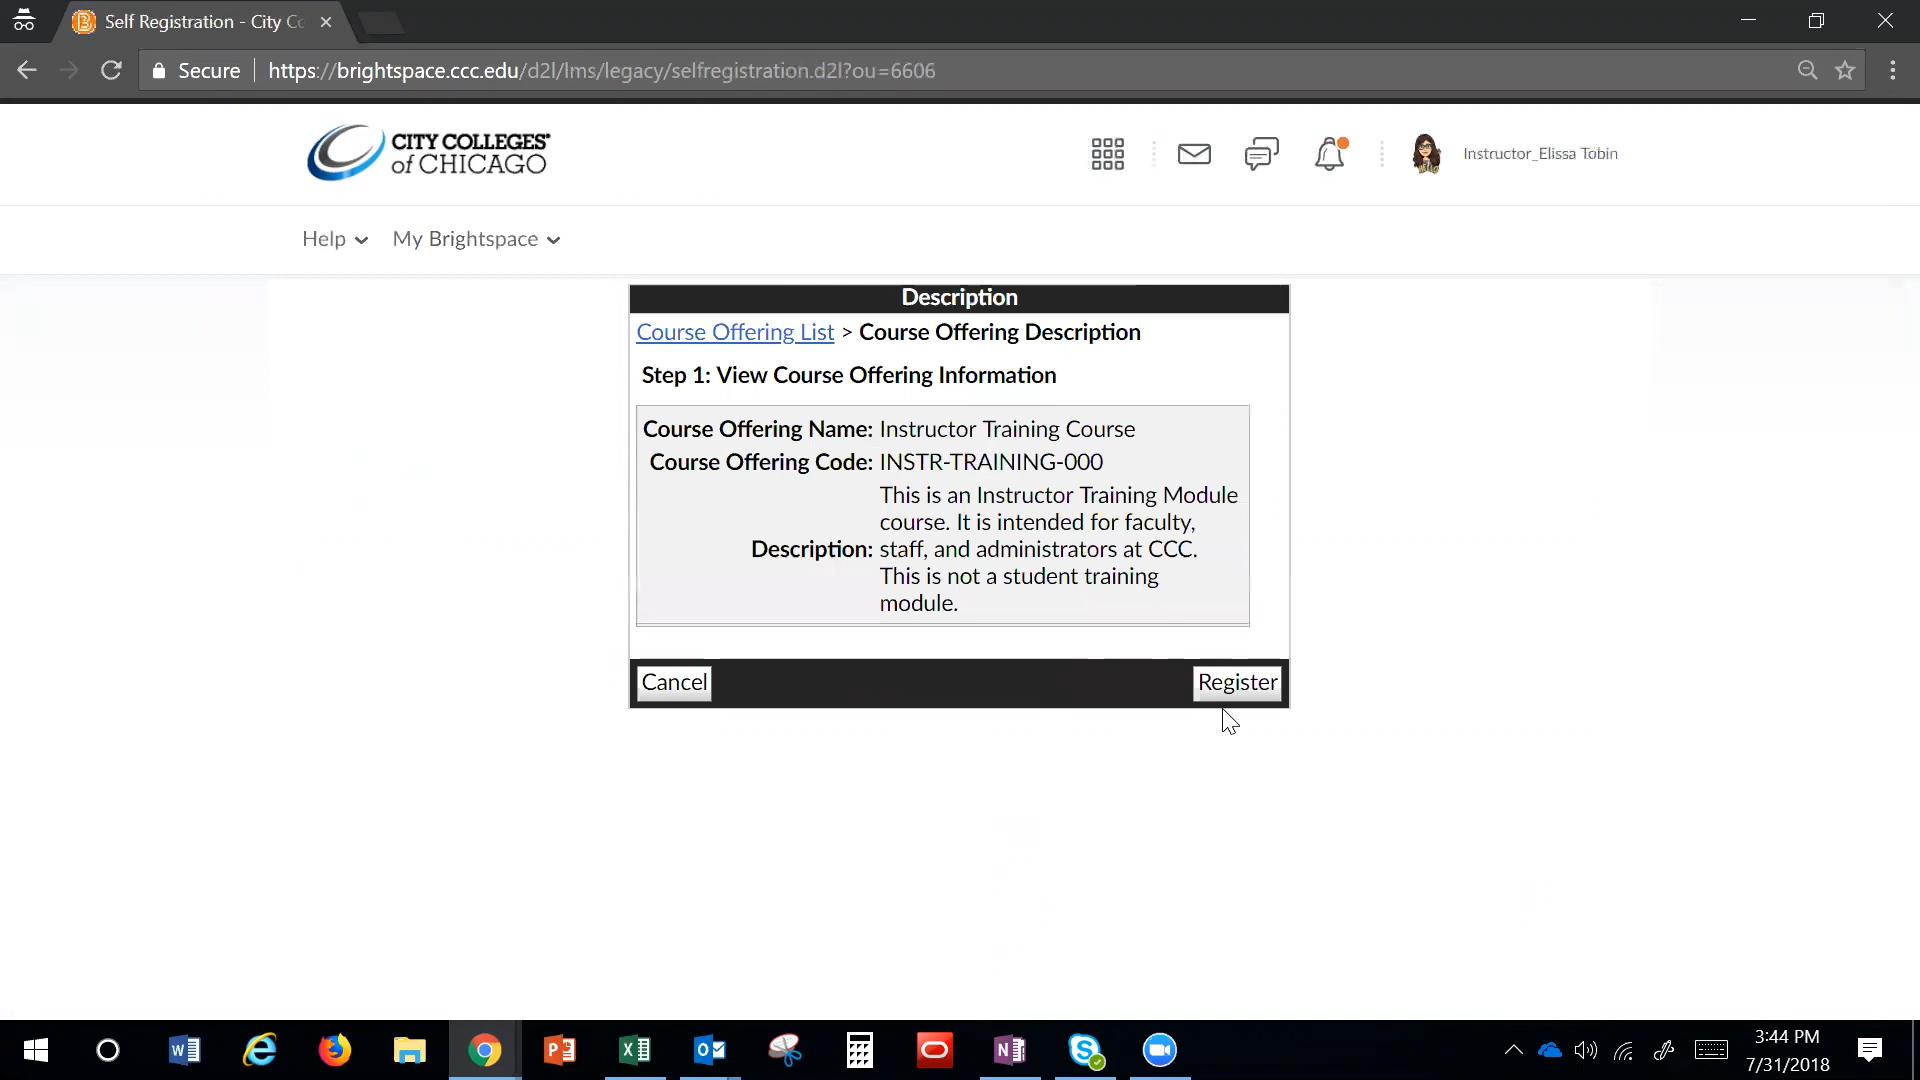 Self Registration - City Cc
Secure
https://brightspace.ccc.edu/d2l/lms/legacy/selfregistration.d2l?ou=6606
CITY COLLEGES
of CHICAGO
Instructor_Elissa Tobin
Help
My Brightspace
Description
Course Offering List > Course Offering Description
Step 1: View Course Offering Information
Course Offering Name: Instructor Training Course
Course Offering Code: INSTR-TRAINING-000
This is an Instructor Training Module
course. It is intended for faculty,
Description: staff, and administrators at CCC.
This is not a student training
module.
Cancel
Register
3:44 PM
7/31/2018